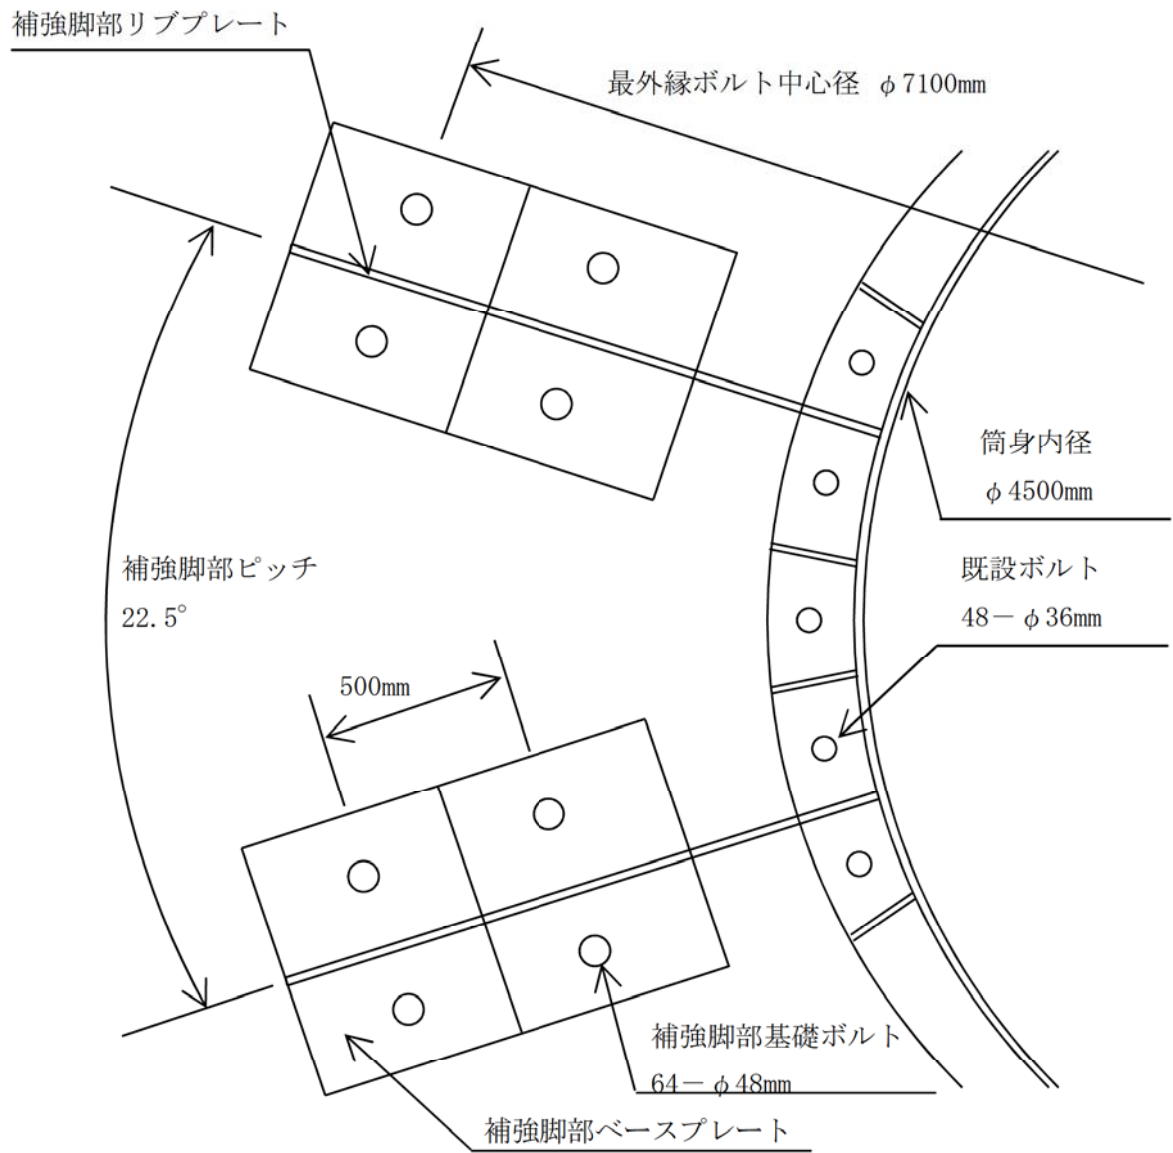 補強脚部リブプレート
最外縁ボルト中心径 φ7100mm
筒身内径
φ4500mm
補強脚部ピッチ
22.5°
既設ボルト
48－φ36mm
500mm
補強脚部基礎ボルト
64－φ48mm
補強脚部ベースプレート